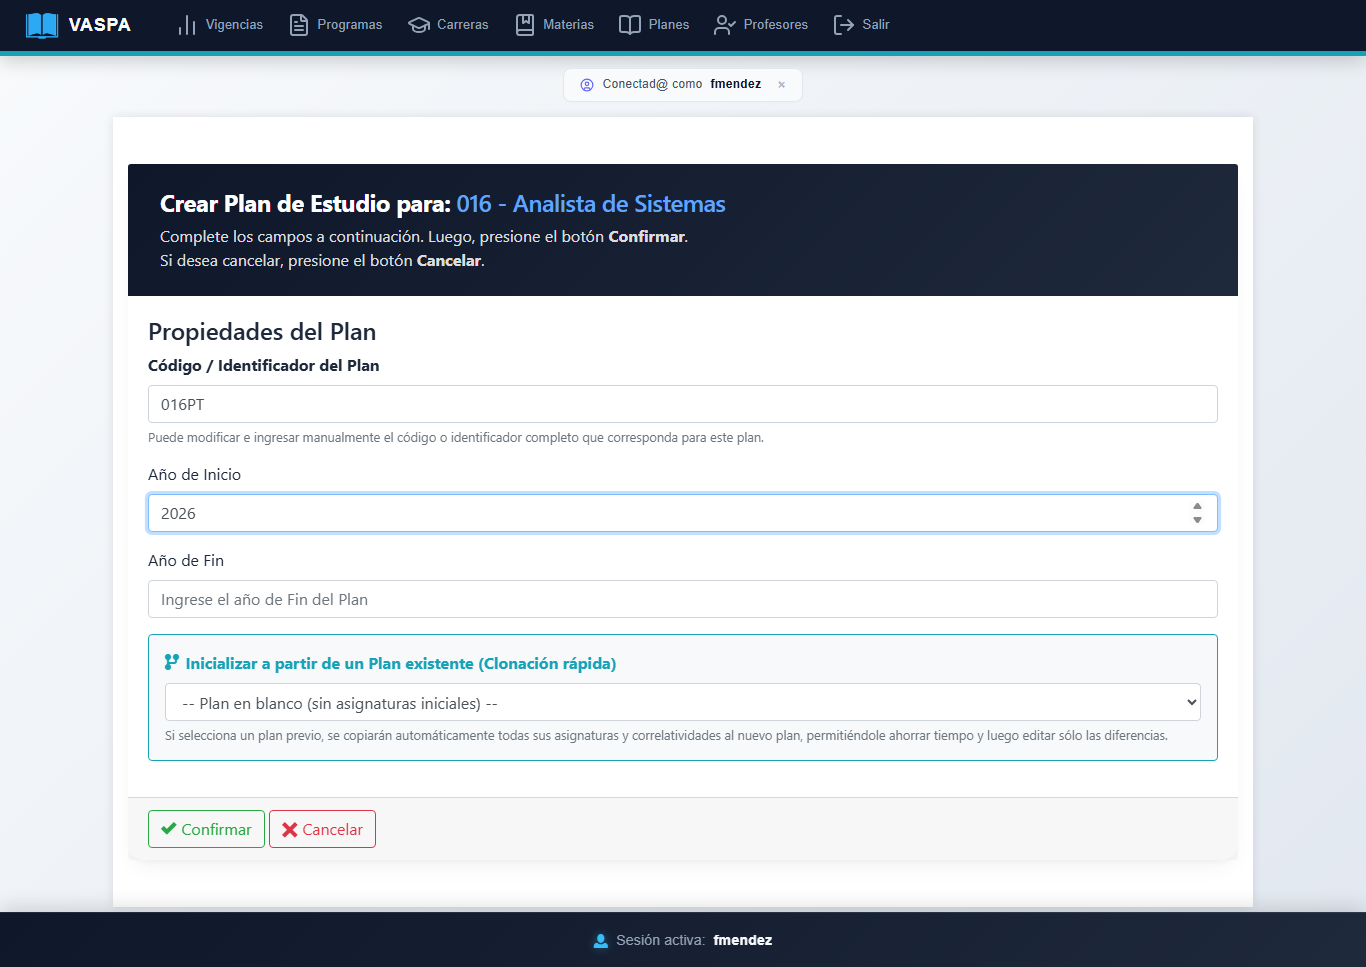 VASPA
Vigencias
Programas
Carreras
Materias
Planes
Profesores
Salir
Conectad@ como fmendez ×
Crear Plan de Estudio para: 016 - Analista de Sistemas
Complete los campos a continuación. Luego, presione el botón Confirmar.
Si desea cancelar, presione el botón Cancelar.
Propiedades del Plan
Código / Identificador del Plan
016PT
Puede modificar e ingresar manualmente el código o identificador completo que corresponda para este plan.
Año de Inicio
2026
Año de Fin
Ingrese el año de Fin del Plan
Inicializar a partir de un Plan existente (Clonación rápida)
-- Plan en blanco (sin asignaturas iniciales) --
Si selecciona un plan previo, se copiarán automáticamente todas sus asignaturas y correlatividades al nuevo plan, permitiéndole ahorrar tiempo y luego editar sólo las diferencias.
Confirmar
Cancelar
Sesión activa: fmendez